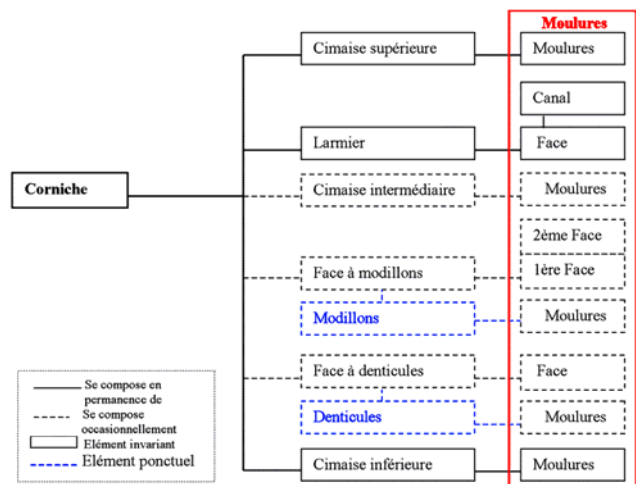 Moulures
Cimaise supérieure
Moulures
Canal
Larmier
Face
Corniche
Cimaise intermédiaire
Moulures
2ème Face
Face à modillons
1ère Face
Modillons
Moulures
Face à denticules
Face
Denticules
Moulures
Cimaise inférieure
Moulures
Se compose en
permanence de
Se compose
occasionnellement
Elément invariant
Elément ponctuel